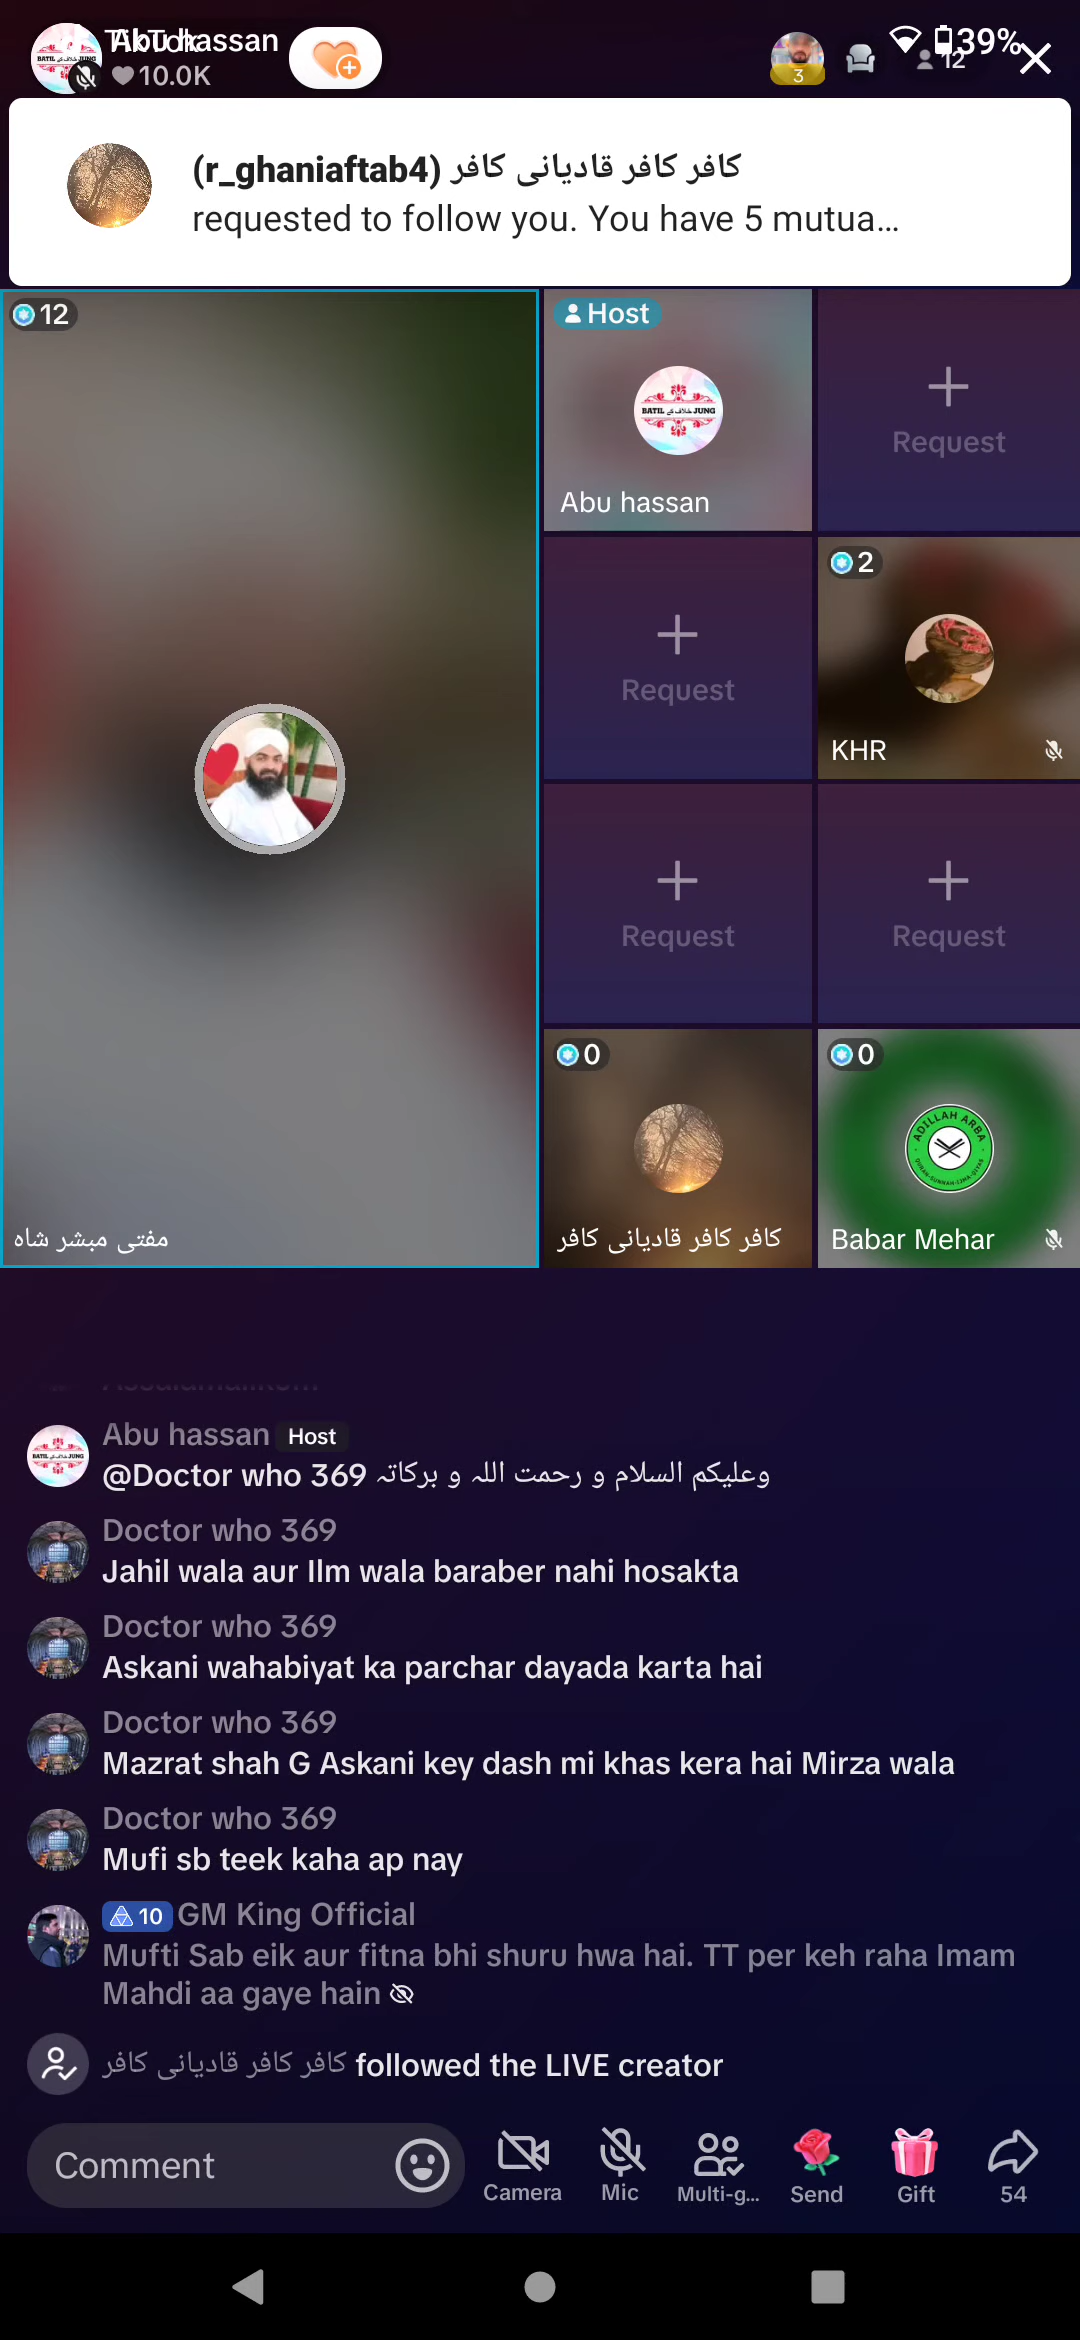 TikTok
Abu hassan
10.0K
3
12
39%
(r_ghaniaftab4) کافر کافر قادیانی کافر
requested to follow you. You have 5 mutua...
12
Host
BATIL کے خلاف JUNG
Abu hassan
Request
Request
2
KHR
Request
Request
مفتی مبشر شاہ
0
کافر کافر قادیانی کافر
0
ADILLAH ARBA
Babar Mehar
Abu hassan Host
@Doctor who 369 وعلیکم السلام و رحمت اللہ و برکاتہ
Doctor who 369
Jahil wala aur Ilm wala baraber nahi hosakta
Doctor who 369
Askani wahabiyat ka parchar dayada karta hai
Doctor who 369
Mazrat shah G Askani key dash mi khas kera hai Mirza wala
Doctor who 369
Mufi sb teek kaha ap nay
10 GM King Official
Mufti Sab eik aur fitna bhi shuru hwa hai. TT per keh raha Imam
Mahdi aa gaye hain
کافر کافر قادیانی کافر followed the LIVE creator
Comment
Camera
Mic
Multi-g...
Send
Gift
54